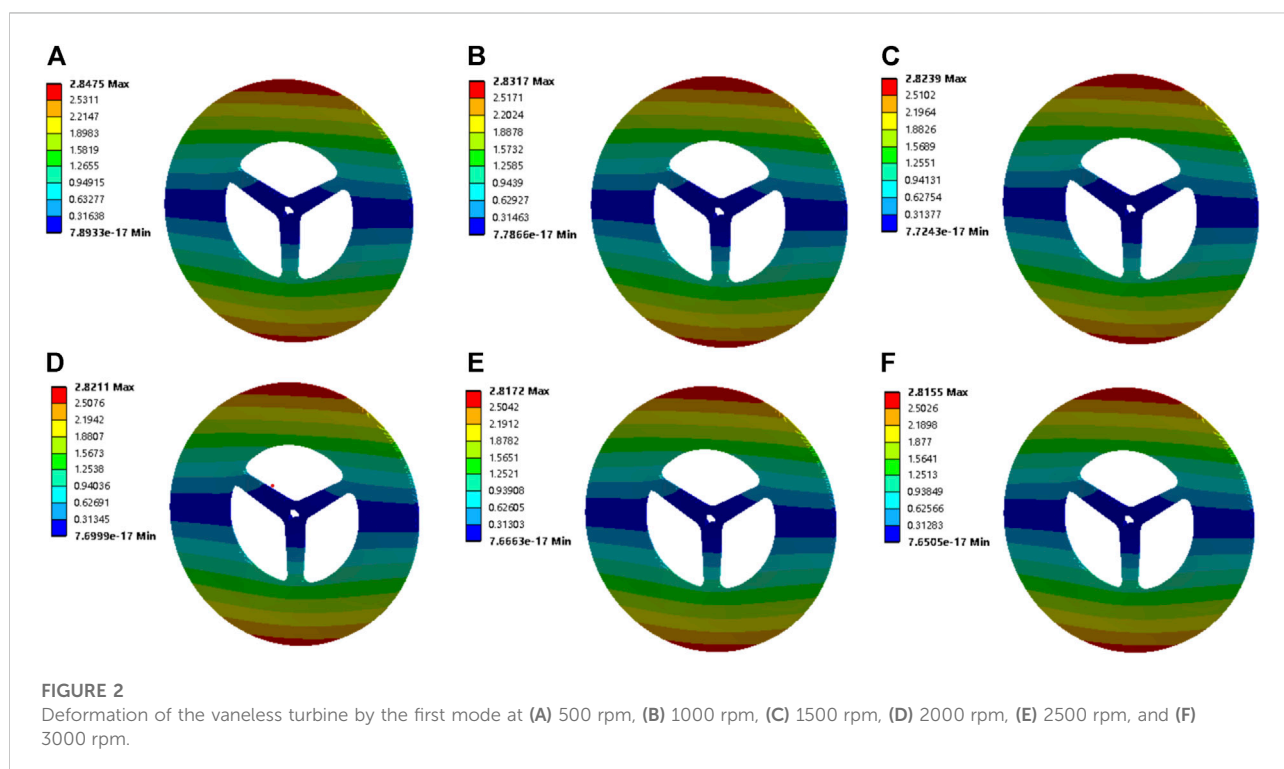 A
2.8475 Max
2.5311
2.2147
1.8983
1.5819
1.2655
0.94915
0.63277
0.31638
7.8933e-17 Min
B
2.8317 Max
2.5171
2.2024
1.8878
1.5732
1.2585
0.9439
0.62927
0.31463
7.7866e-17 Min
C
2.8239 Max
2.5102
2.1964
1.8826
1.5689
1.2551
0.94131
0.62754
0.31377
7.7243e-17 Min
D
2.8211 Max
2.5076
2.1942
1.8807
1.5673
1.2538
0.94036
0.62691
0.31345
7.6999e-17 Min
E
2.8172 Max
2.5042
2.1912
1.8782
1.5651
1.2521
0.93908
0.62605
0.31303
7.6663e-17 Min
F
2.8155 Max
2.5026
2.1898
1.877
1.5641
1.2513
0.93849
0.62566
0.31283
7.6505e-17 Min
FIGURE 2
Deformation of the vaneless turbine by the first mode at (A) 500 rpm, (B) 1000 rpm, (C) 1500 rpm, (D) 2000 rpm, (E) 2500 rpm, and (F)
3000 rpm.